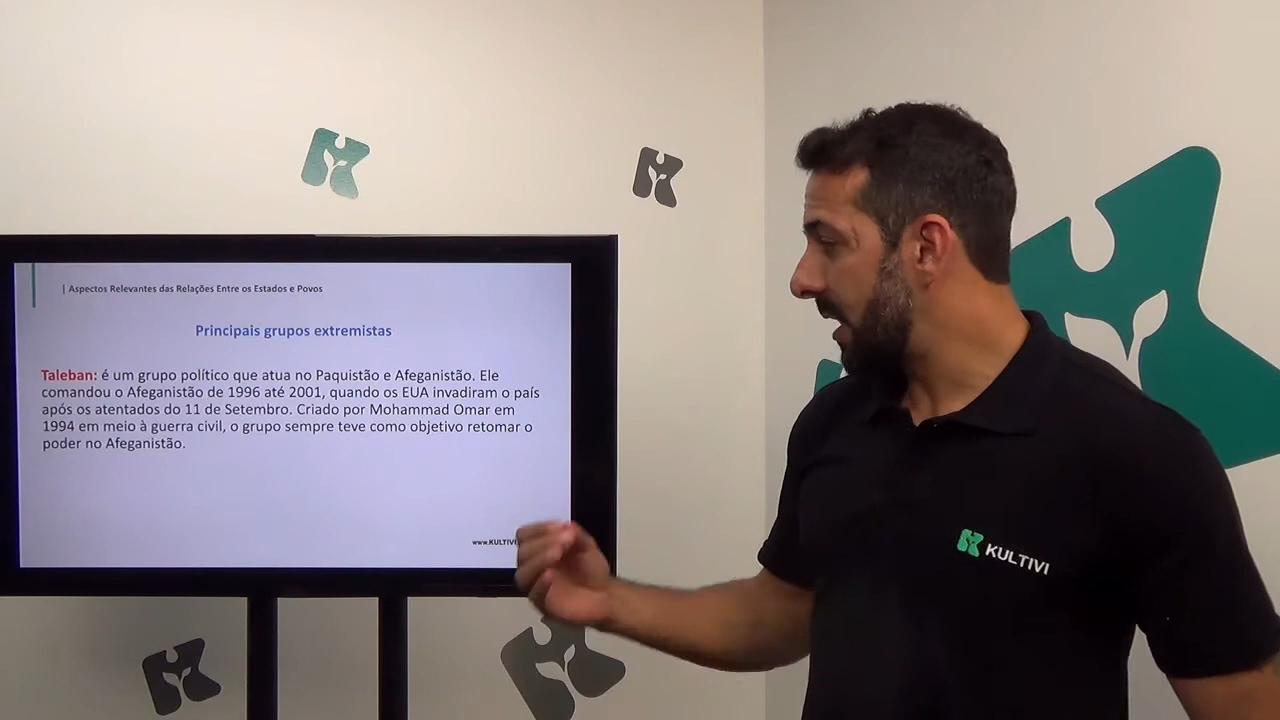 | Aspectos Relevantes das Relações Entre os Estados e Povos
Principais grupos extremistas
Taleban: é um grupo político que atua no Paquistão e Afeganistão. Ele
comandou o Afeganistão de 1996 até 2001, quando os EUA invadiram o país
após os atentados do 11 de Setembro. Criado por Mohammad Omar em
1994 em meio à guerra civil, o grupo sempre teve como objetivo retomar o
poder no Afeganistão.
www.KULTIVI
KULTIVI